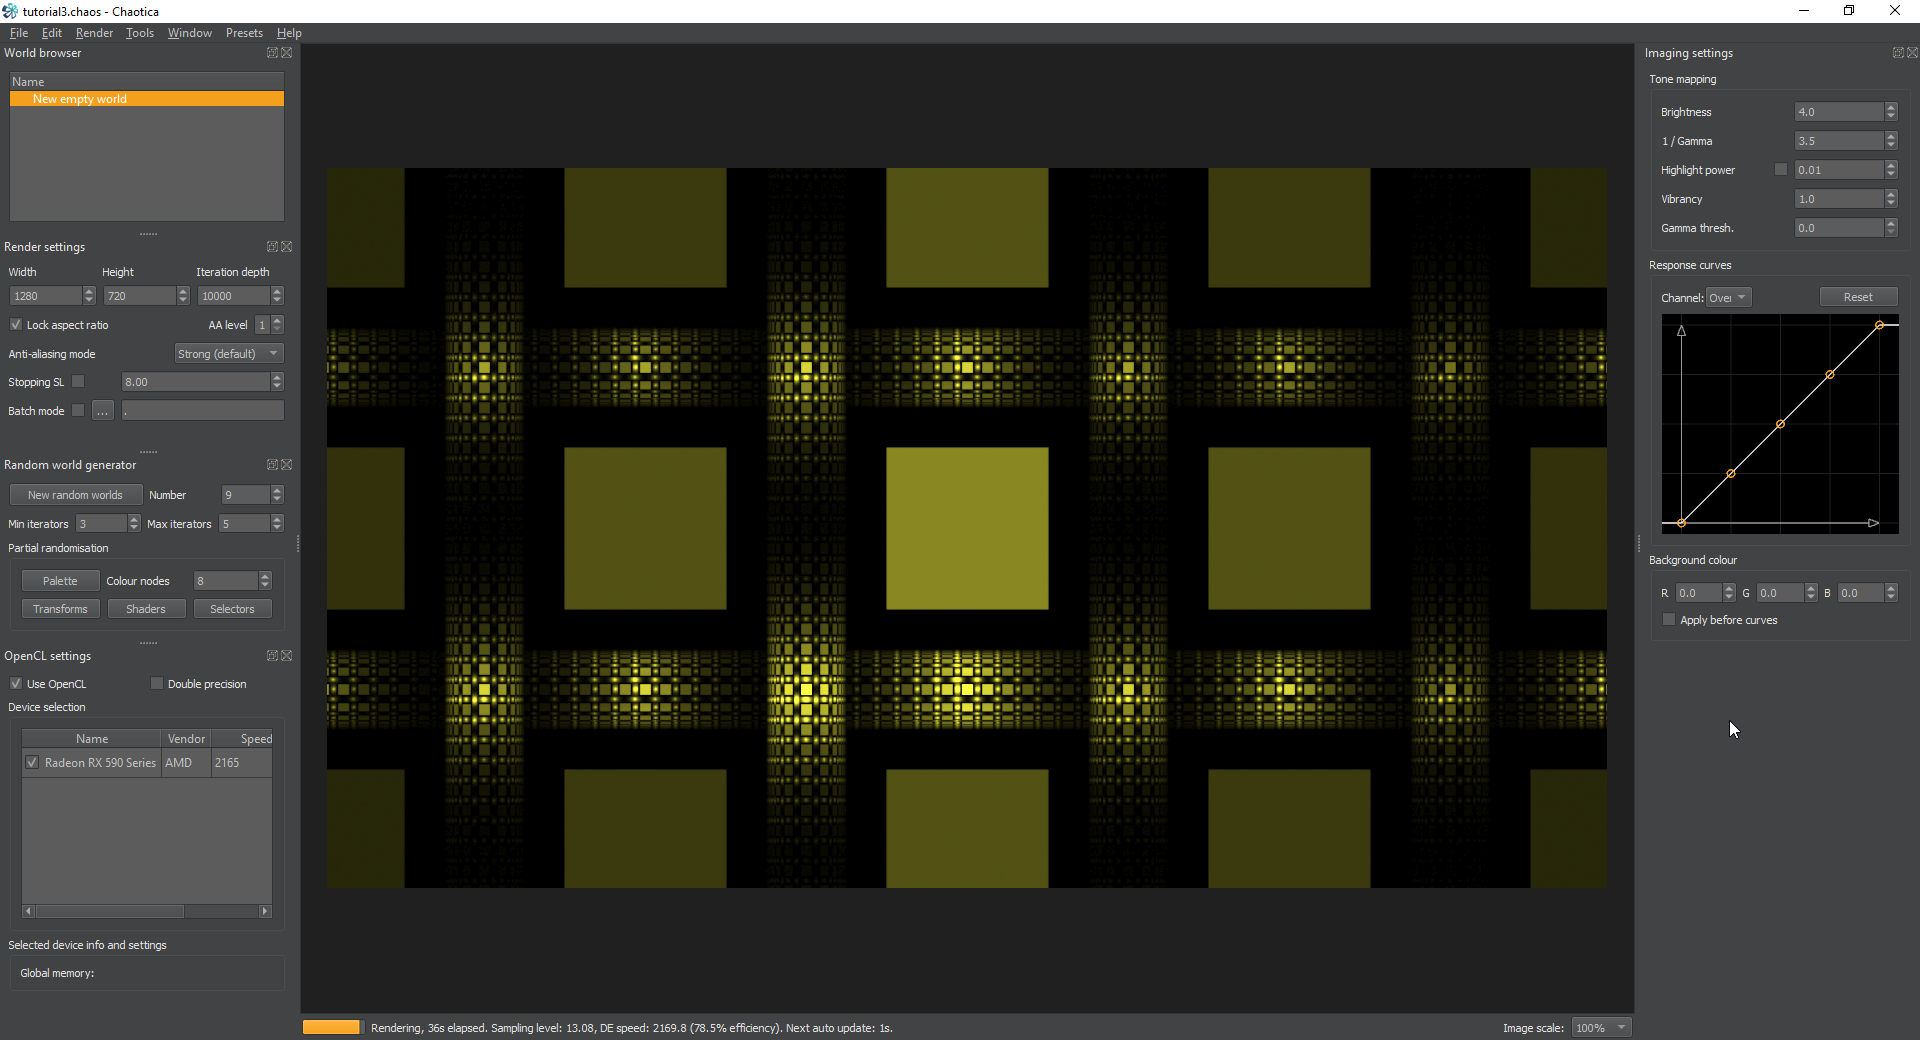 tutorial3.chaos - Chaotica
File Edit Render Tools Window Presets Help
World browser
Name
New empty world
Render settings
Width Height Iteration depth
1280 720 10000
Lock aspect ratio AA level 1
Anti-aliasing mode Strong (default)
Stopping SL 8.00
Batch mode ... .
Random world generator
New random worlds Number 9
Min iterators 3 Max iterators 5
Partial randomisation
Palette Colour nodes 8
Transforms Shaders Selectors
OpenCL settings
Use OpenCL Double precision
Device selection
Name Vendor Speed
Radeon RX 590 Series AMD 2165
Selected device info and settings
Global memory:
Rendering, 36s elapsed. Sampling level: 13.08, DE speed: 2169.8 (78.5% efficiency). Next auto update: 1s.
Image scale: 100%
Imaging settings
Tone mapping
Brightness 4.0
1 / Gamma 3.5
Highlight power 0.01
Vibrancy 1.0
Gamma thresh. 0.0
Response curves
Channel: Over Reset
Background colour
R 0.0 G 0.0 B 0.0
Apply before curves